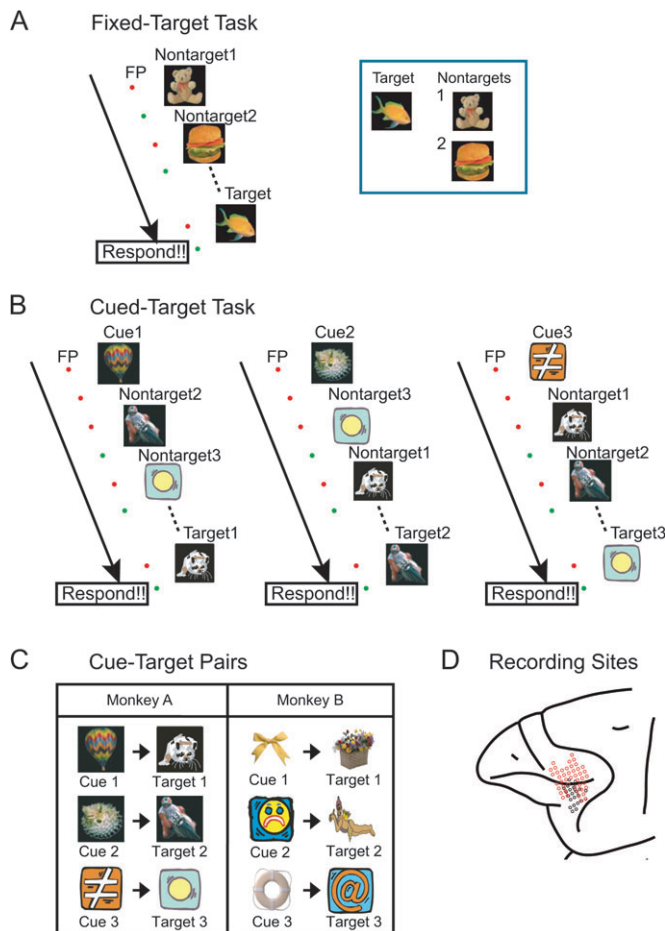 A Fixed-Target Task
Nontarget1
FP
Nontarget2
Target
Respond!!
Target Nontargets
1
2
B Cued-Target Task
Cue1
FP
Nontarget2
Nontarget3
Target1
Respond!!
Cue2
FP
Nontarget3
Nontarget1
Target2
Respond!!
Cue3
FP
Nontarget1
Nontarget2
Target3
Respond!!
C Cue-Target Pairs
Monkey A Monkey B
Cue 1 Target 1 Cue 1 Target 1
Cue 2 Target 2 Cue 2 Target 2
Cue 3 Target 3 Cue 3 Target 3
D Recording Sites